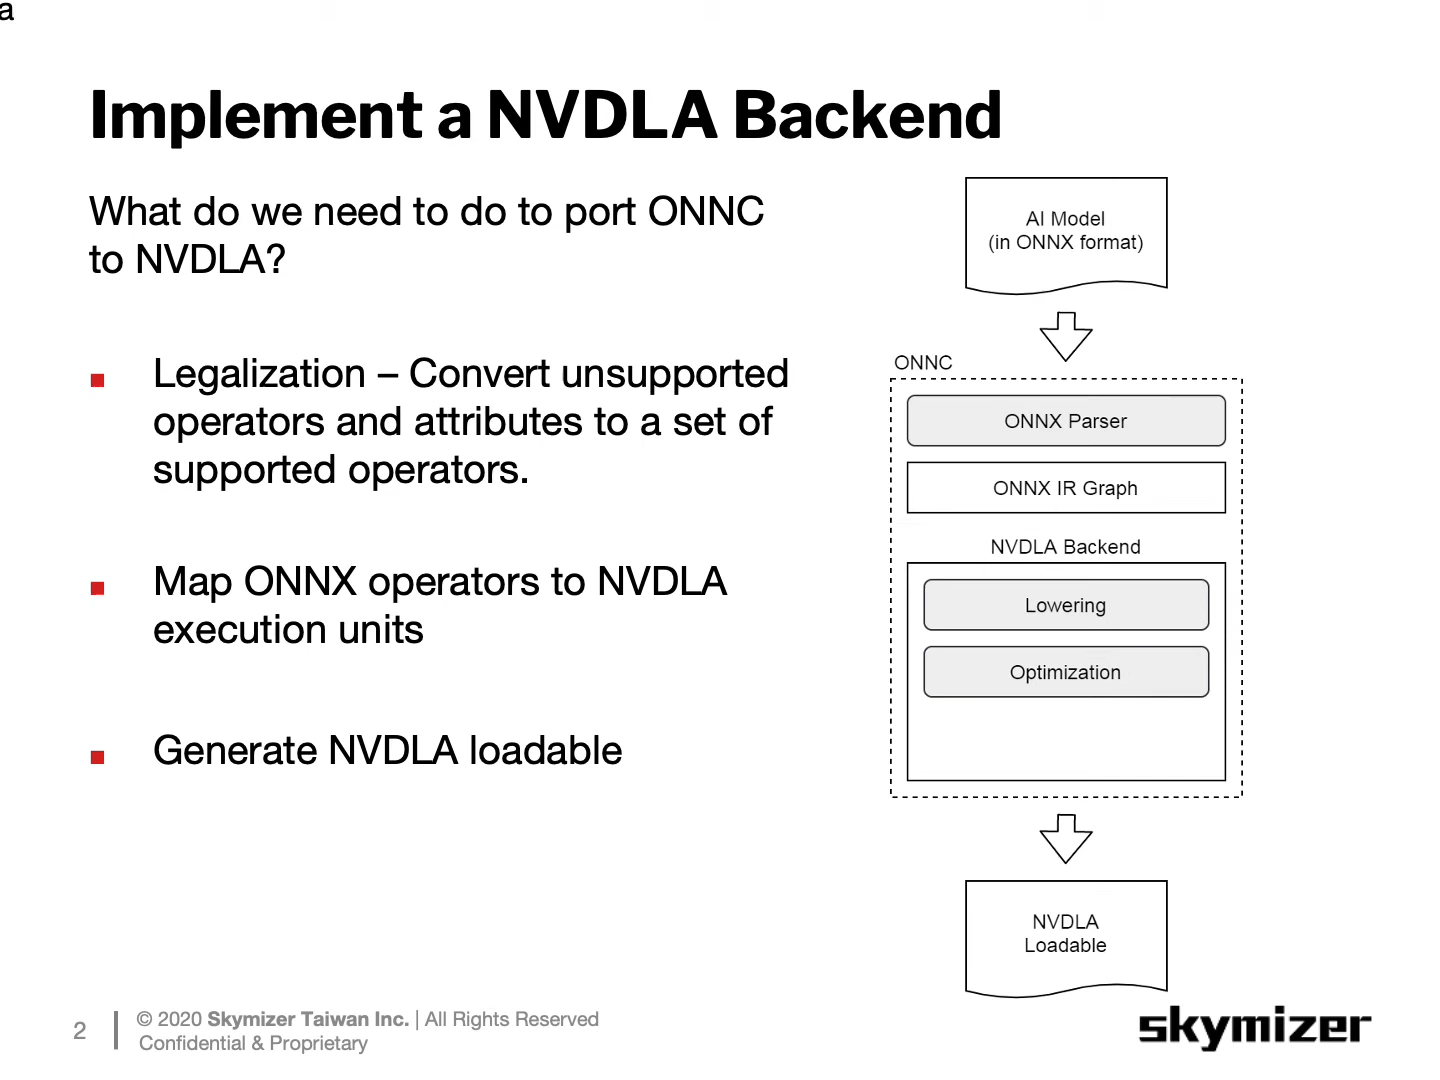 a
Implement a NVDLA Backend
What do we need to do to port ONNC
to NVDLA?
■ Legalization – Convert unsupported
operators and attributes to a set of
supported operators.
■ Map ONNX operators to NVDLA
execution units
■ Generate NVDLA loadable
AI Model
(in ONNX format)
ONNC
ONNX Parser
ONNX IR Graph
NVDLA Backend
Lowering
Optimization
NVDLA
Loadable
2
© 2020 Skymizer Taiwan Inc. | All Rights Reserved
Confidential & Proprietary
skymizer